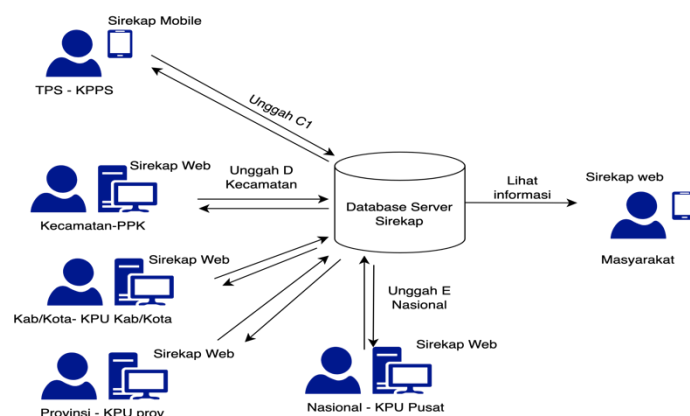 Sirekap Mobile
TPS - KPPS
Unggah C1
Sirekap Web
Unggah D
Kecamatan
Kecamatan-PPK
Database Server
Sirekap
Lihat
informasi
Sirekap web
Masyarakat
Sirekap Web
Kab/Kota- KPU Kab/Kota
Unggah E
Nasional
Sirekap Web
Provinsi - KPU prov
Sirekap Web
Nasional - KPU Pusat